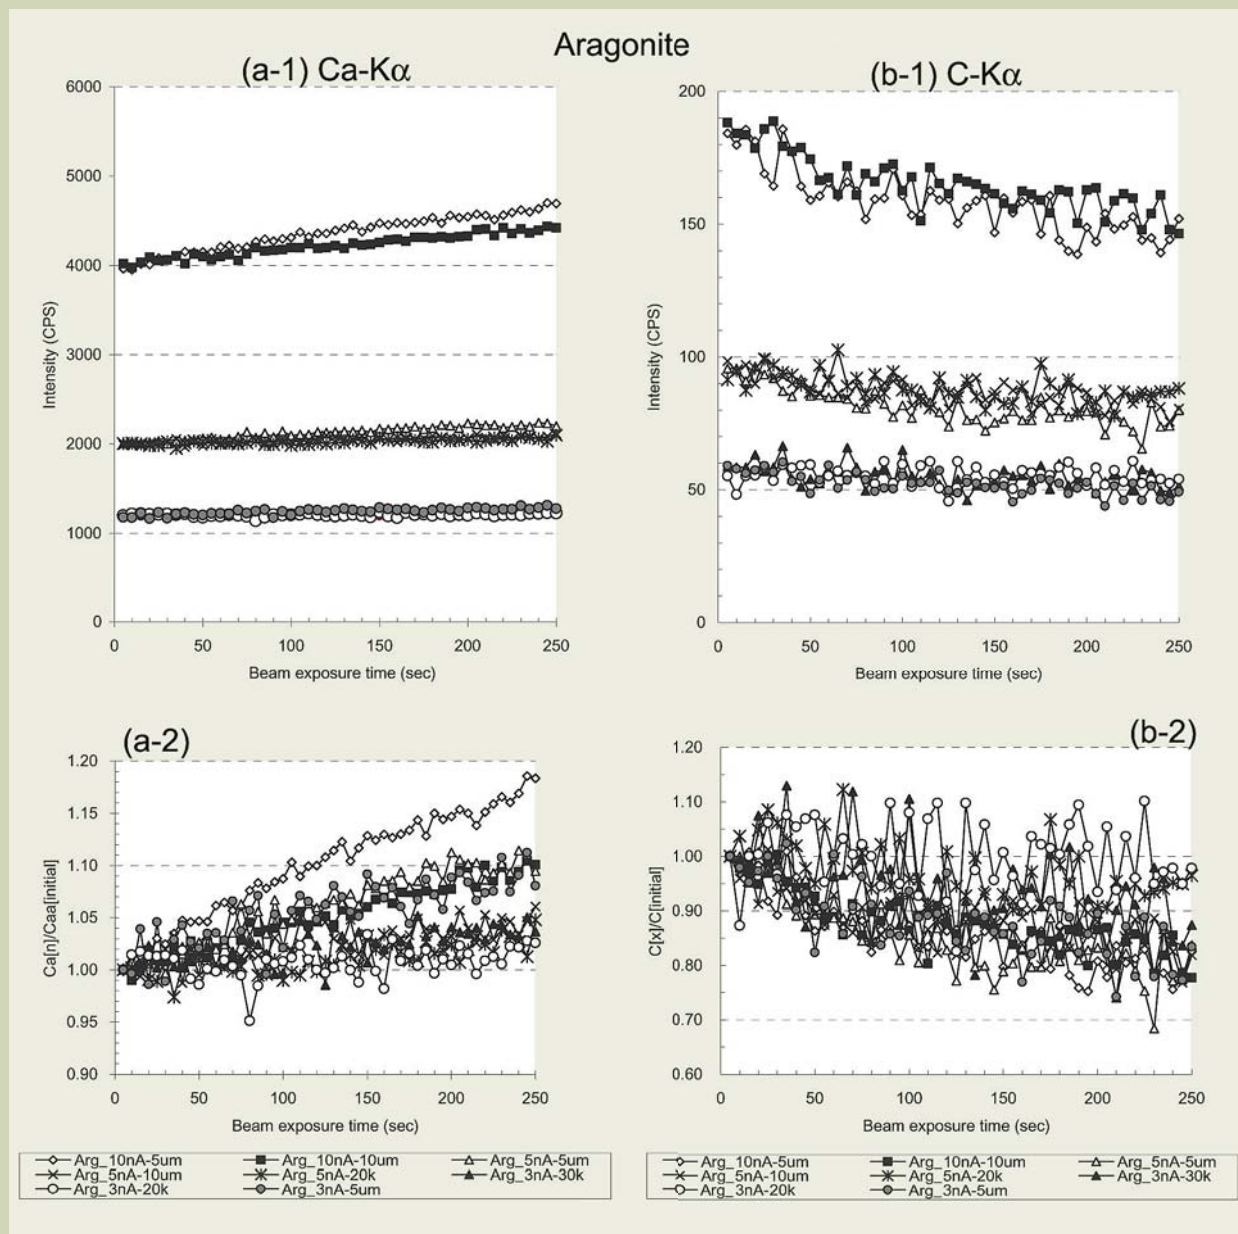 Aragonite
(a-1) Ca-Kα
6000
5000
4000
3000
2000
1000
0
Intensity (CPS)
0 50 100 150 200 250
Beam exposure time (sec)
(b-1) C-Kα
200
150
100
50
0
Intensity (CPS)
0 50 100 150 200 250
Beam exposure time (sec)
(a-2)
1.20
1.15
1.10
1.05
1.00
0.95
0.90
Ca[n]/Caa[initial]
0 50 100 150 200 250
Beam exposure time (sec)
(b-2)
1.20
1.10
1.00
0.90
0.80
0.70
0.60
C[x]/C[initial]
0 50 100 150 200 250
Beam exposure time (sec)
Arg_10nA-5um Arg_10nA-10um Arg_5nA-5um
Arg_5nA-10um Arg_5nA-20k Arg_3nA-30k
Arg_3nA-20k Arg_3nA-5um
Arg_10nA-5um Arg_10nA-10um Arg_5nA-5um
Arg_5nA-10um Arg_5nA-20k Arg_3nA-30k
Arg_3nA-20k Arg_3nA-5um